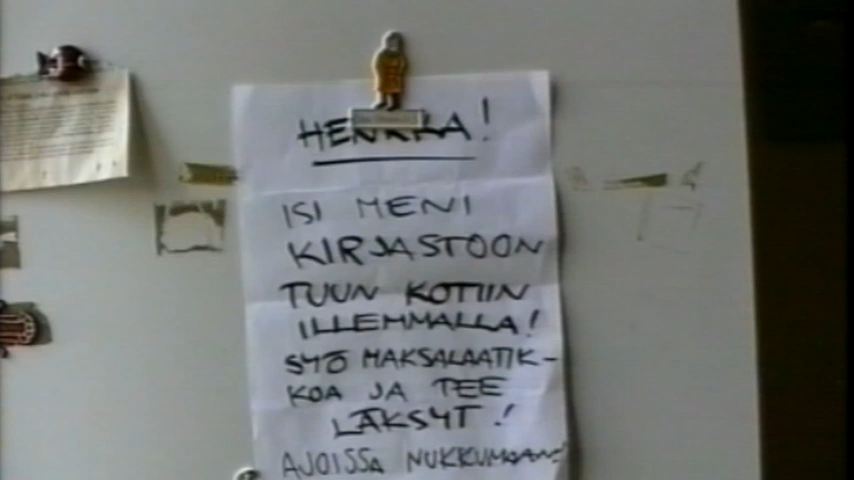 HENKKA!
ISI MENI
KIRJASTOON
TUUN KOTIIN
ILLEMMALLA!
SYÖ MAKSALAATIK-
KOA JA TEE
LÄKSYT!
AJOISSA NUKKUMAAN!